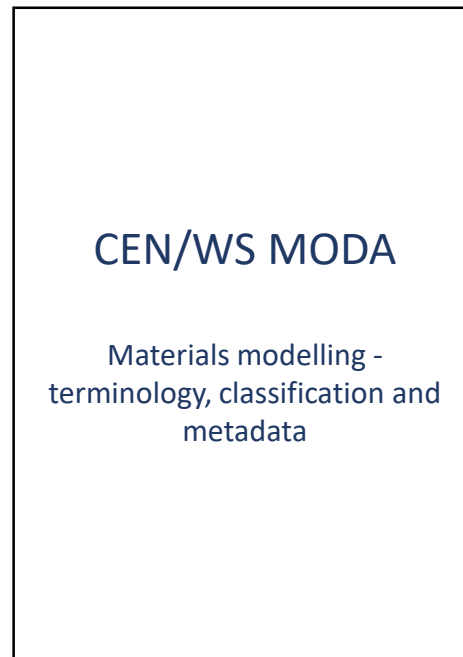 CEN/WS MODA
Materials modelling -
terminology, classification and
metadata